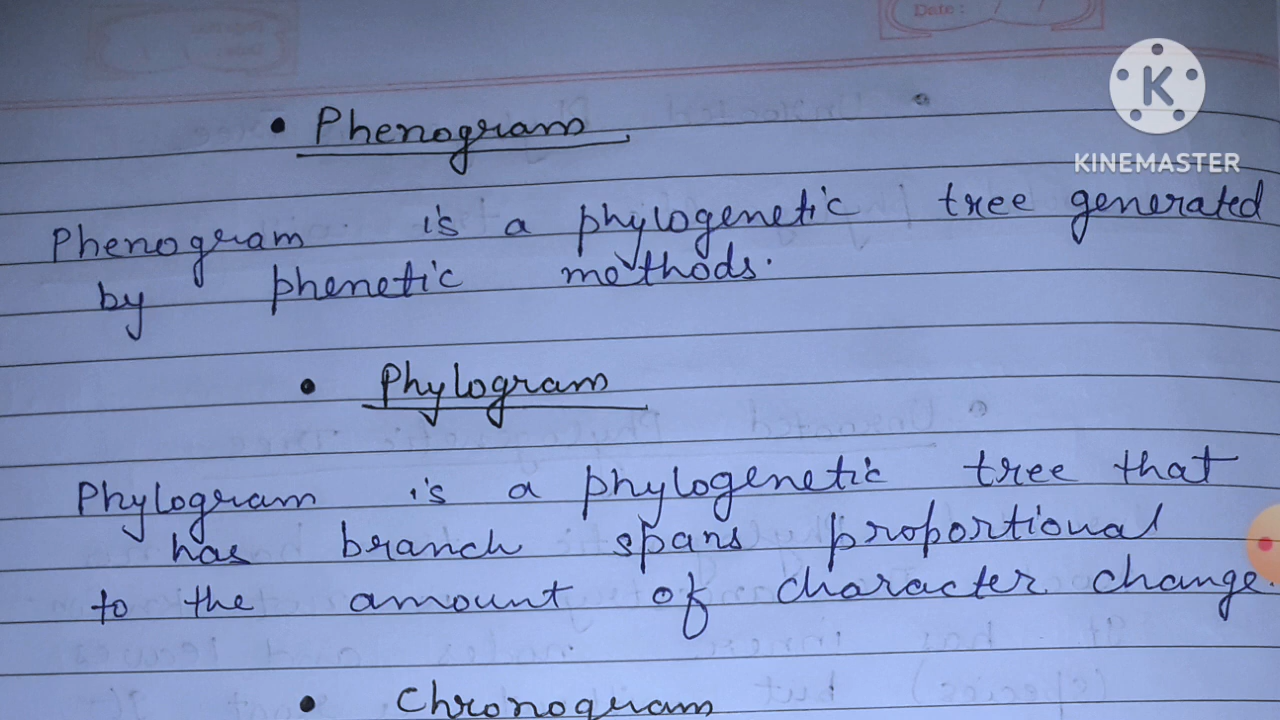 Date: / /
KINEMASTER
• Phenogram
Phenogram is a phylogenetic tree generated
by phenetic methods.
• Phylogram
Phylogram is a phylogenetic tree that
has branch spans proportional
to the amount of character change.
• Chronogram